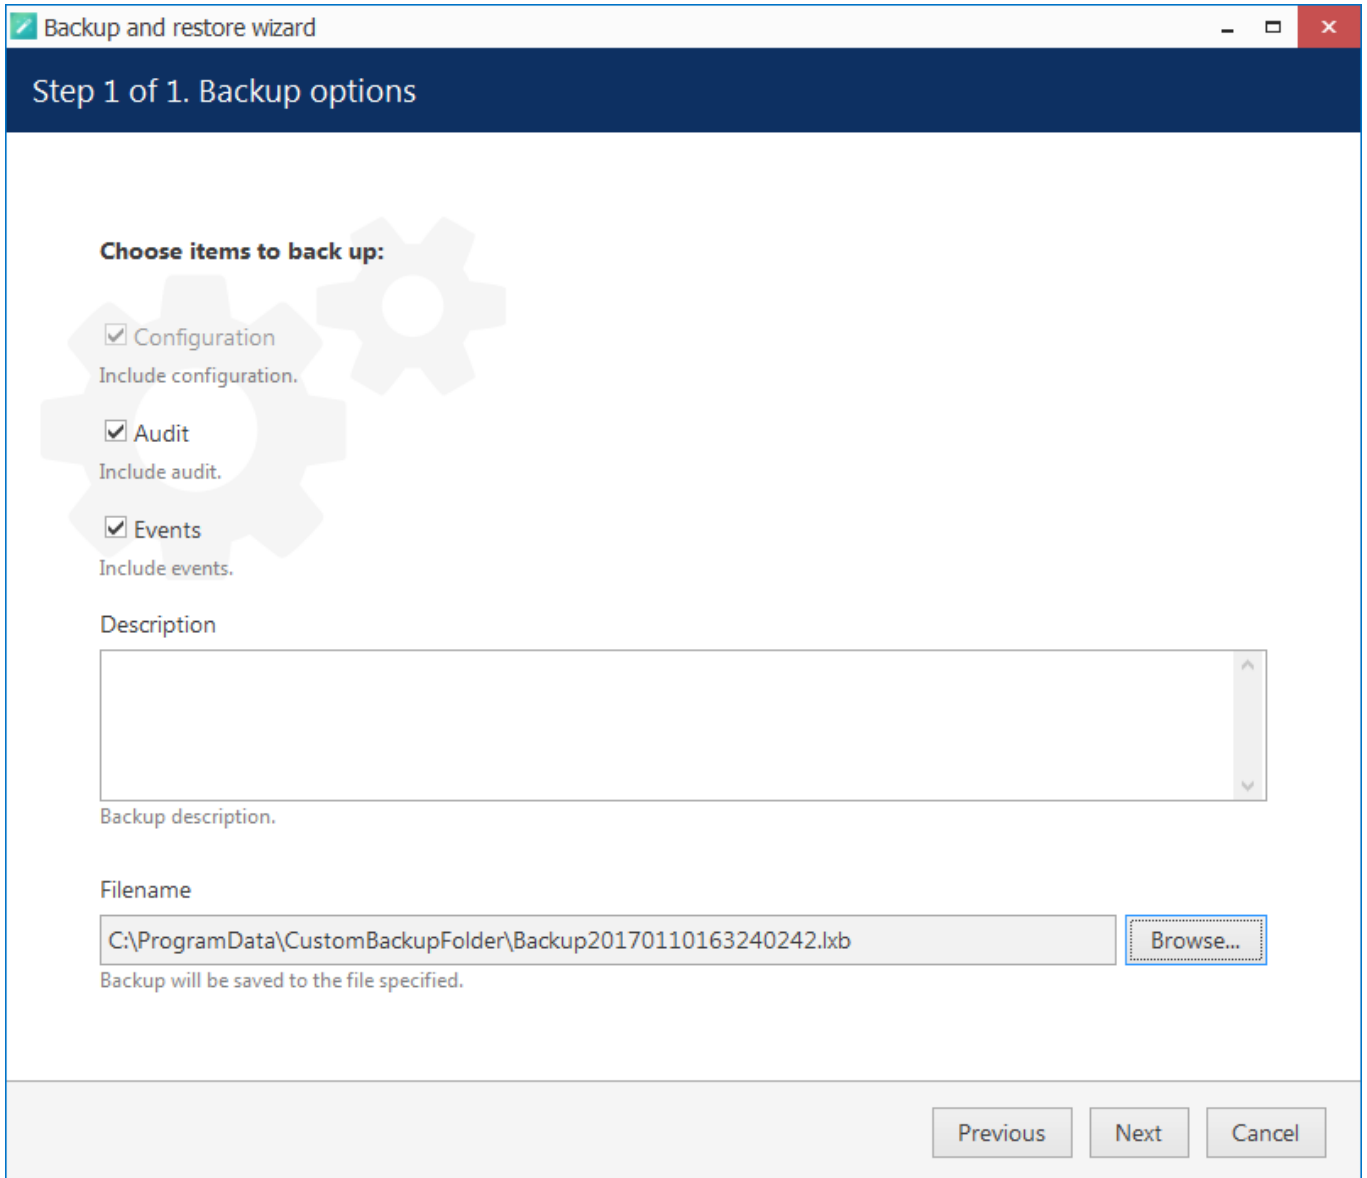 Backup and restore wizard
Step 1 of 1. Backup options
Choose items to back up:
Configuration
Include configuration.
Audit
Include audit.
Events
Include events.
Description
Backup description.
Filename
C:\ProgramData\CustomBackupFolder\Backup20170110163240242.lxb
Browse...
Backup will be saved to the file specified.
Previous Next Cancel